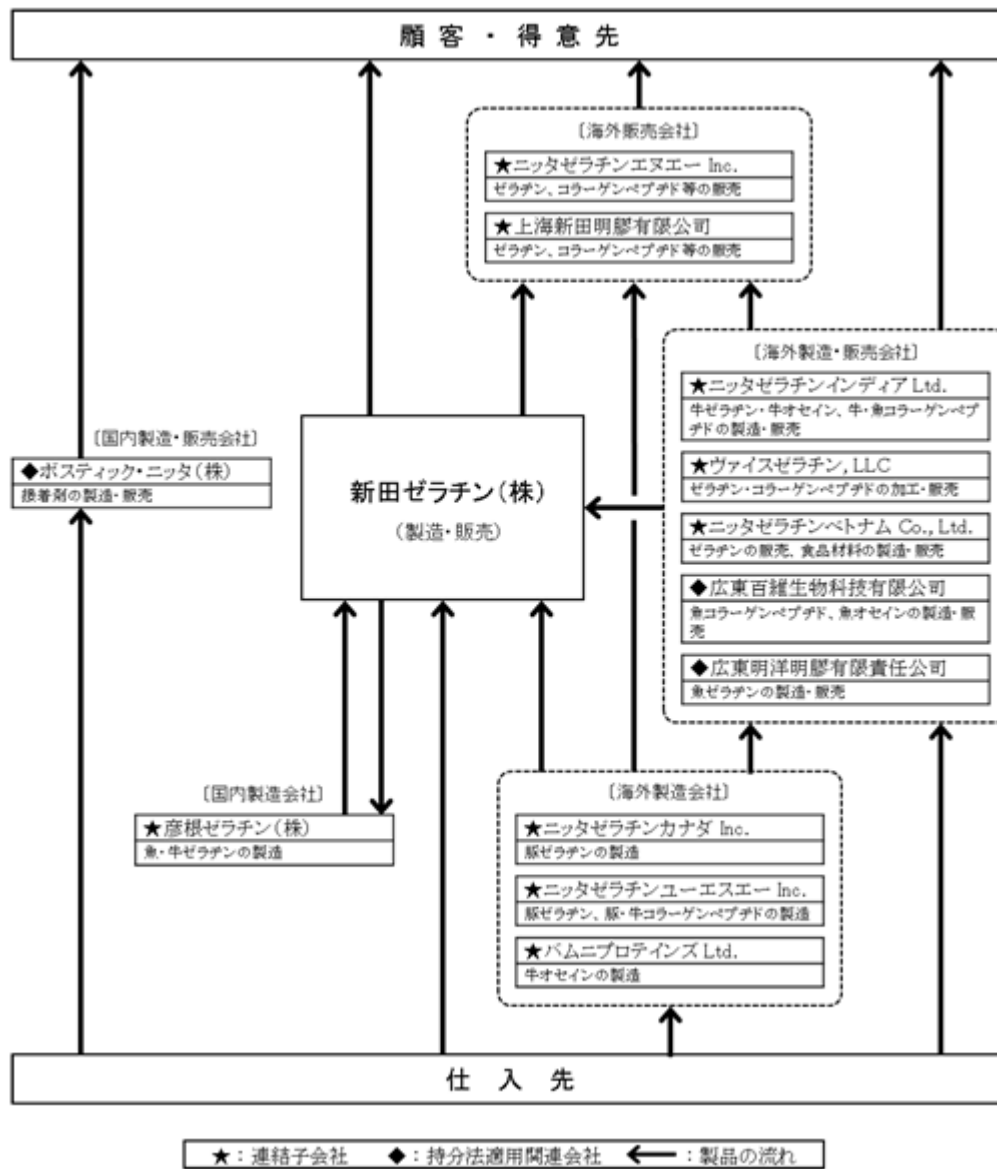 顧客・得意先
〔海外販売会社〕
★ニッタゼラチンエヌエー Inc.
ゼラチン、コラーゲンペプチド等の販売
★上海新田明膠有限公司
ゼラチン、コラーゲンペプチド等の販売
〔海外製造・販売会社〕
★ニッタゼラチンインディア Ltd.
牛ゼラチン・牛オセイン、牛・魚コラーゲンペプ
チドの製造・販売
★ヴァイスゼラチン, LLC
ゼラチン・コラーゲンペプチドの加工・販売
★ニッタゼラチンベトナム Co., Ltd.
ゼラチンの販売、食品材料の製造・販売
◆広東百維生物科技有限公司
魚コラーゲンペプチド、魚オセインの製造・販
売
◆広東明洋明膠有限責任公司
魚ゼラチンの製造・販売
〔国内製造・販売会社〕
◆ボスティック・ニッタ(株)
接着剤の製造・販売
新田ゼラチン(株)
(製造・販売)
〔国内製造会社〕
★彦根ゼラチン(株)
魚・牛ゼラチンの製造
〔海外製造会社〕
★ニッタゼラチンカナダ Inc.
豚ゼラチンの製造
★ニッタゼラチンユーエスエー Inc.
豚ゼラチン、豚・牛コラーゲンペプチドの製造
★バムニプロテインズ Ltd.
牛オセインの製造
仕入先
★：連結子会社 ◆：持分法適用関連会社 ←：製品の流れ